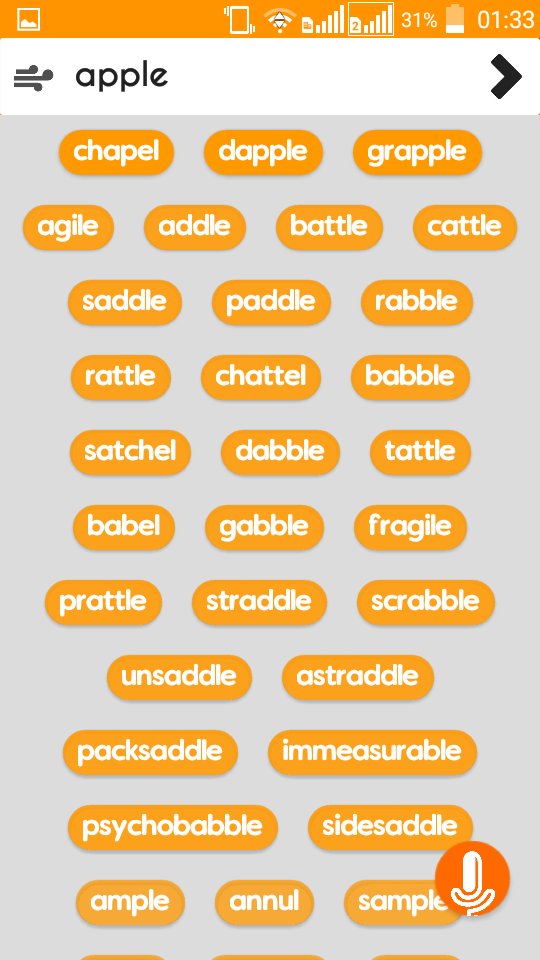 2 31% 01:33
apple
chapel dapple grapple
agile addle battle cattle
saddle paddle rabble
rattle chattel babble
satchel dabble tattle
babel gabble fragile
prattle straddle scrabble
unsaddle astraddle
packsaddle immeasurable
psychobabble sidesaddle
ample annul sample